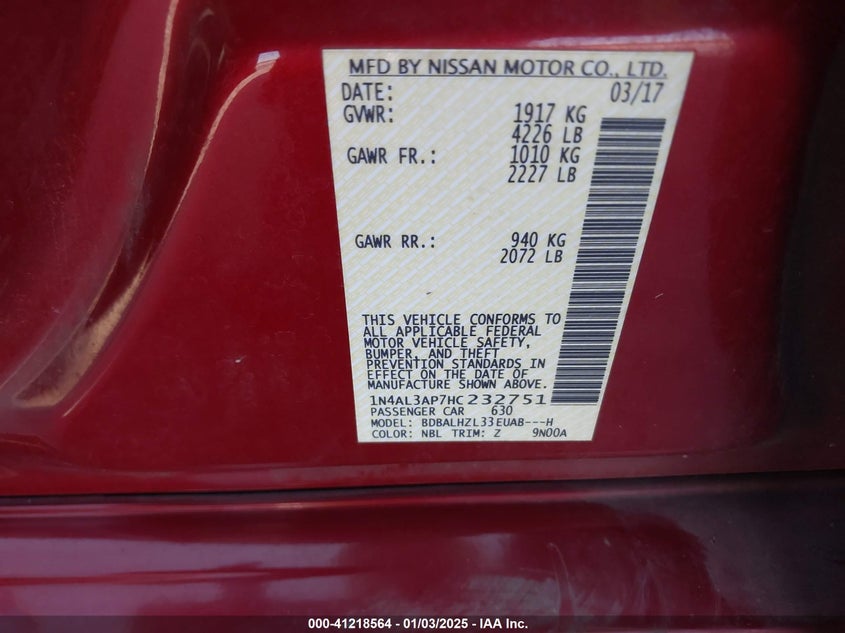 MFD BY NISSAN MOTOR CO., LTD.
DATE: 03/17
GVWR: 1917 KG
4226 LB
GAWR FR.: 1010 KG
2227 LB
GAWR RR.: 940 KG
2072 LB
THIS VEHICLE CONFORMS TO
ALL APPLICABLE FEDERAL
MOTOR VEHICLE SAFETY,
BUMPER, AND THEFT
PREVENTION STANDARDS IN
EFFECT ON THE DATE OF
MANUFACTURE SHOWN ABOVE.
1N4AL3AP7HC232751
PASSENGER CAR 630
MODEL: BDBALHZL33EUAB---H
COLOR: NBL TRIM: Z 9N00A
000-41218564 - 01/03/2025 - IAA Inc.